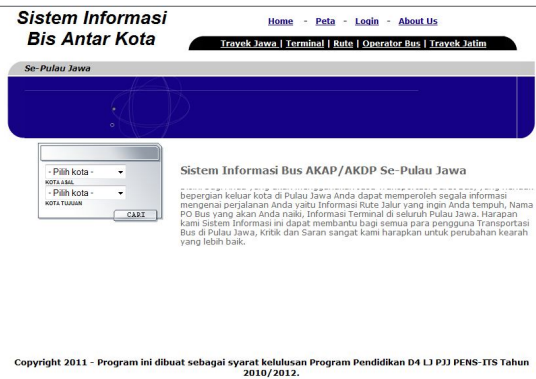 Sistem Informasi
Bis Antar Kota
Home - Peta - Login - About Us
Trayek Jawa | Terminal | Rute | Operator Bus | Trayek Jatim
Se-Pulau Jawa
- Pilih kota -
KOTA ASAL
- Pilih kota -
KOTA TUJUAN
CARI
Sistem Informasi Bus AKAP/AKDP Se-Pulau Jawa
bepergian keluar kota di Pulau Jawa Anda dapat memperoleh segala informasi
mengenai perjalanan Anda yaitu Informasi Rute Jalur yang ingin Anda tempuh, Nama
PO Bus yang akan Anda naiki, Informasi Terminal di seluruh Pulau Jawa. Harapan
kami Sistem Informasi ini dapat membantu bagi semua para pengguna Transportasi
Bus di Pulau Jawa, Kritik dan Saran sangat kami harapkan untuk perubahan kearah
yang lebih baik.
Copyright 2011 - Program ini dibuat sebagai syarat kelulusan Program Pendidikan D4 LJ PJJ PENS-ITS Tahun
2010/2012.